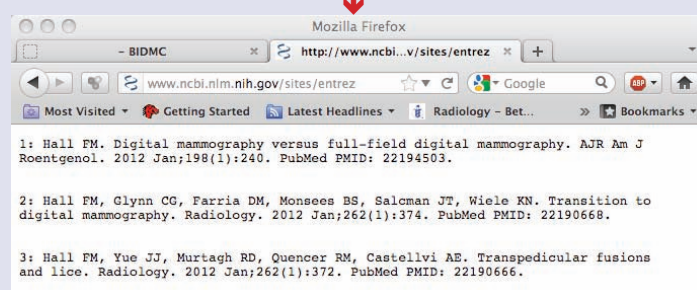 Mozilla Firefox
- BIDMC
http://www.ncbi...v/sites/entrez
www.ncbi.nlm.nih.gov/sites/entrez
Google
ABP
Most Visited
Getting Started
Latest Headlines
Radiology - Bet...
Bookmarks
1: Hall FM. Digital mammography versus full-field digital mammography. AJR Am J
Roentgenol. 2012 Jan;198(1):240. PubMed PMID: 22194503.
2: Hall FM, Glynn CG, Farria DM, Monsees BS, Salcman JT, Wiele KN. Transition to
digital mammography. Radiology. 2012 Jan;262(1):374. PubMed PMID: 22190668.
3: Hall FM, Yue JJ, Murtagh RD, Quencer RM, Castellvi AE. Transpedicular fusions
and lice. Radiology. 2012 Jan;262(1):372. PubMed PMID: 22190666.